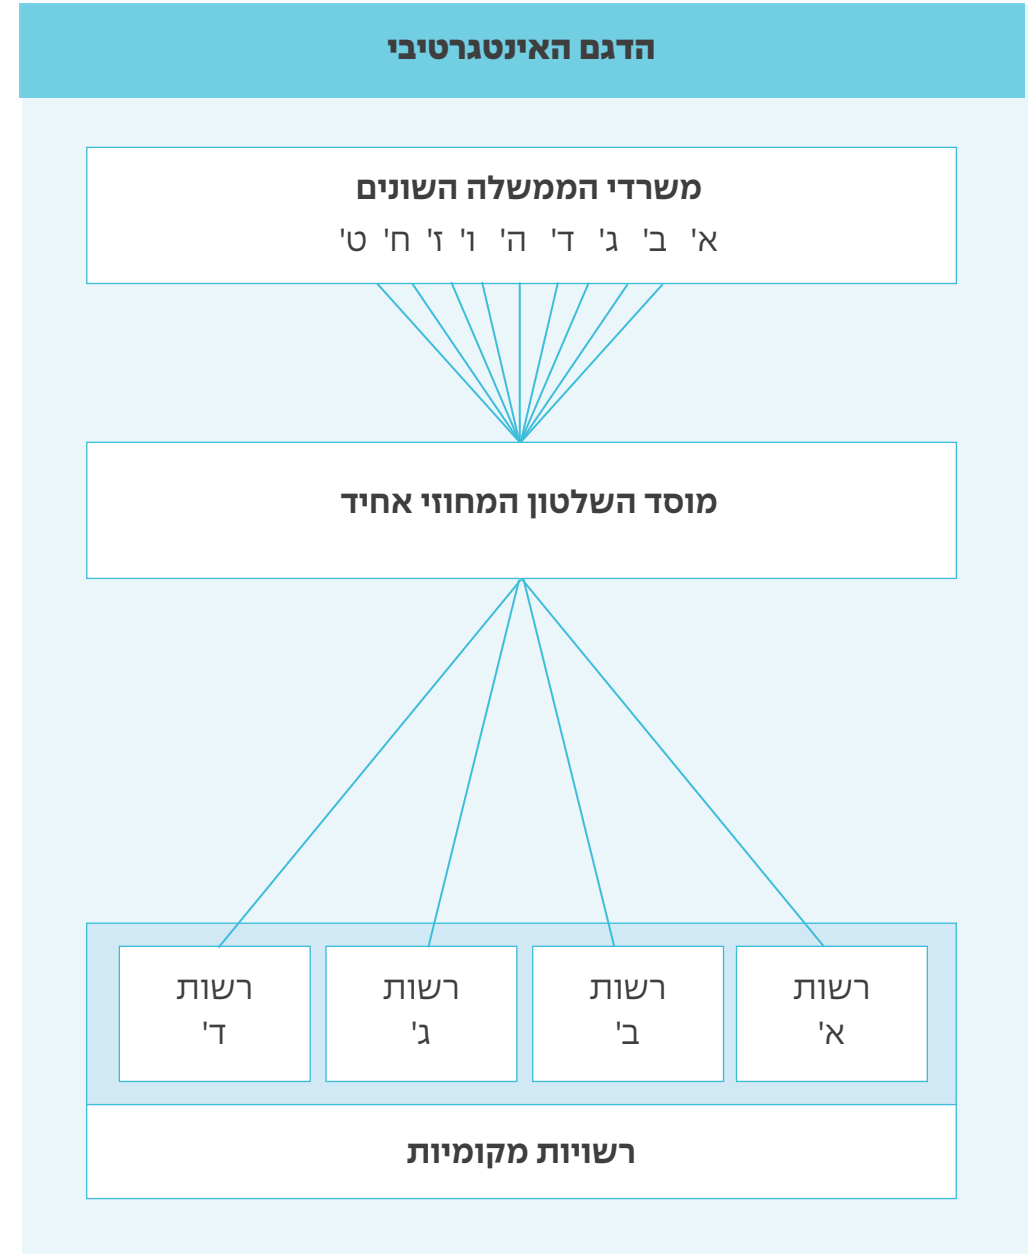 הדגם האינטגרטיבי
משרדי הממשלה השונים
א' ב' ג' ד' ה' ו' ז' ח' ט'
מוסד השלטון המחוזי אחיד
רשות
א'
רשות
ב'
רשות
ג'
רשות
ד'
רשויות מקומיות